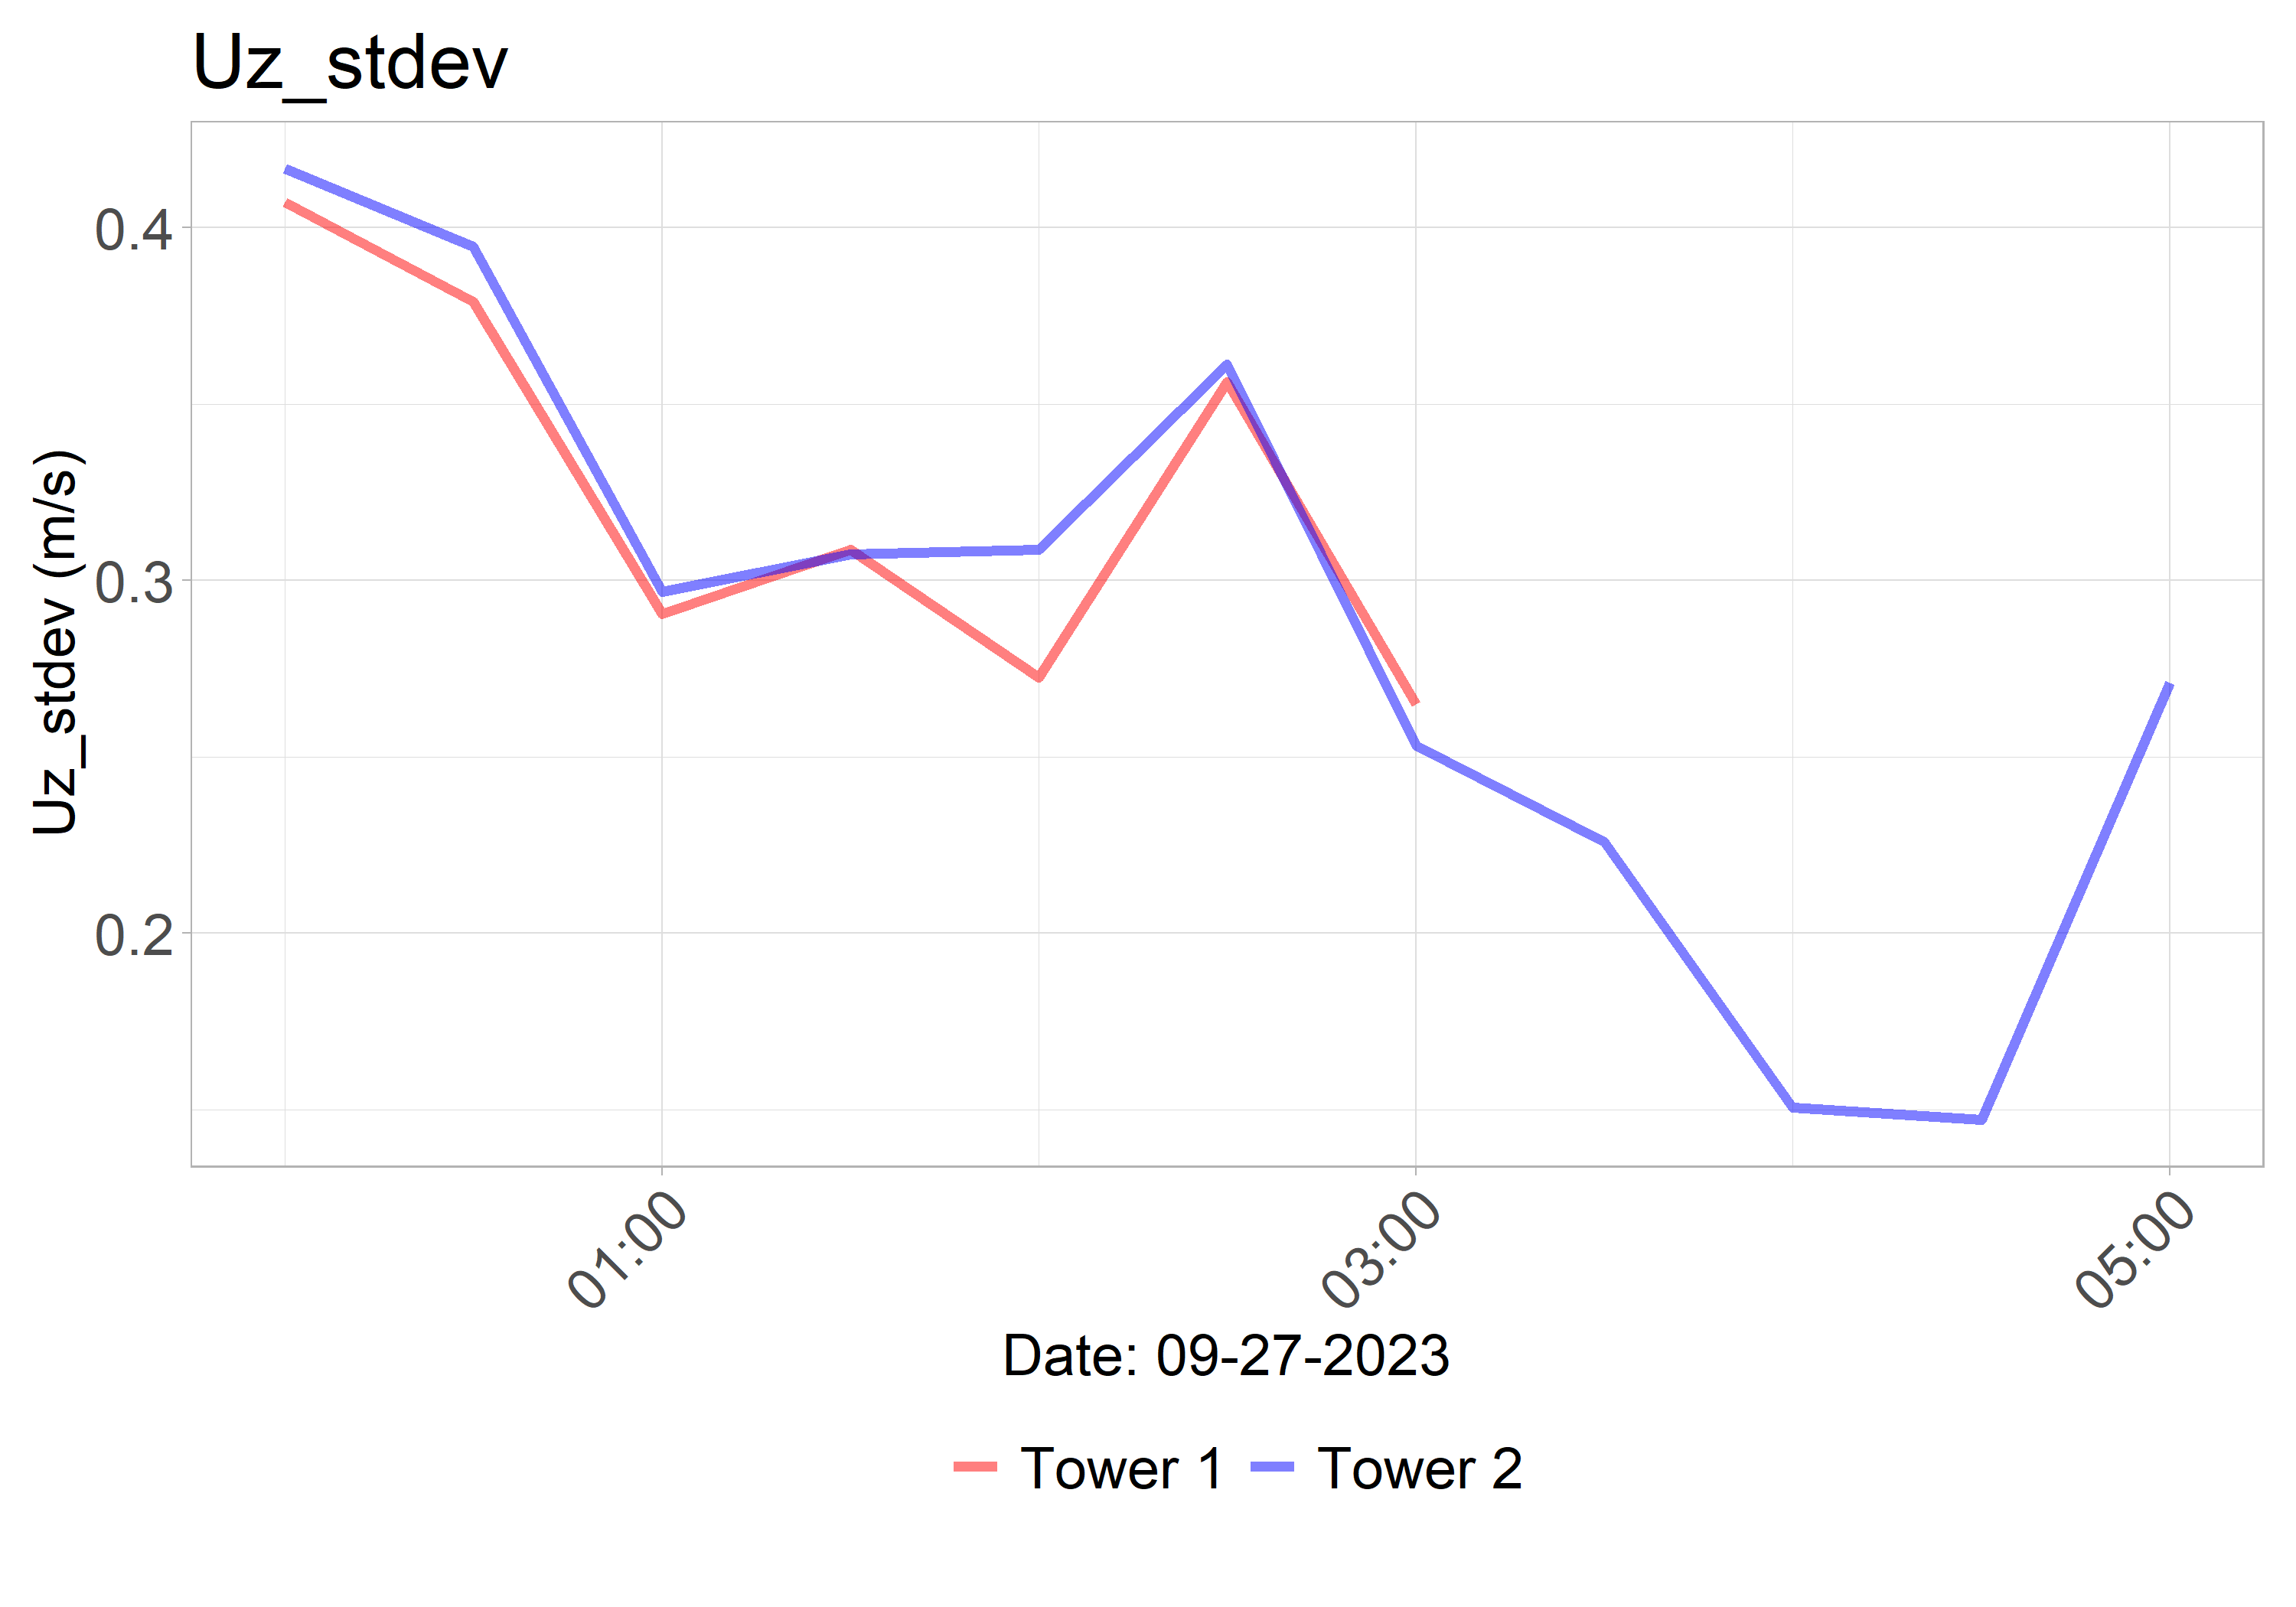 Uz_stdev
Uz_stdev (m/s)
0.4
0.3
0.2
01:00
03:00
05:00
Date: 09-27-2023
Tower 1
Tower 2